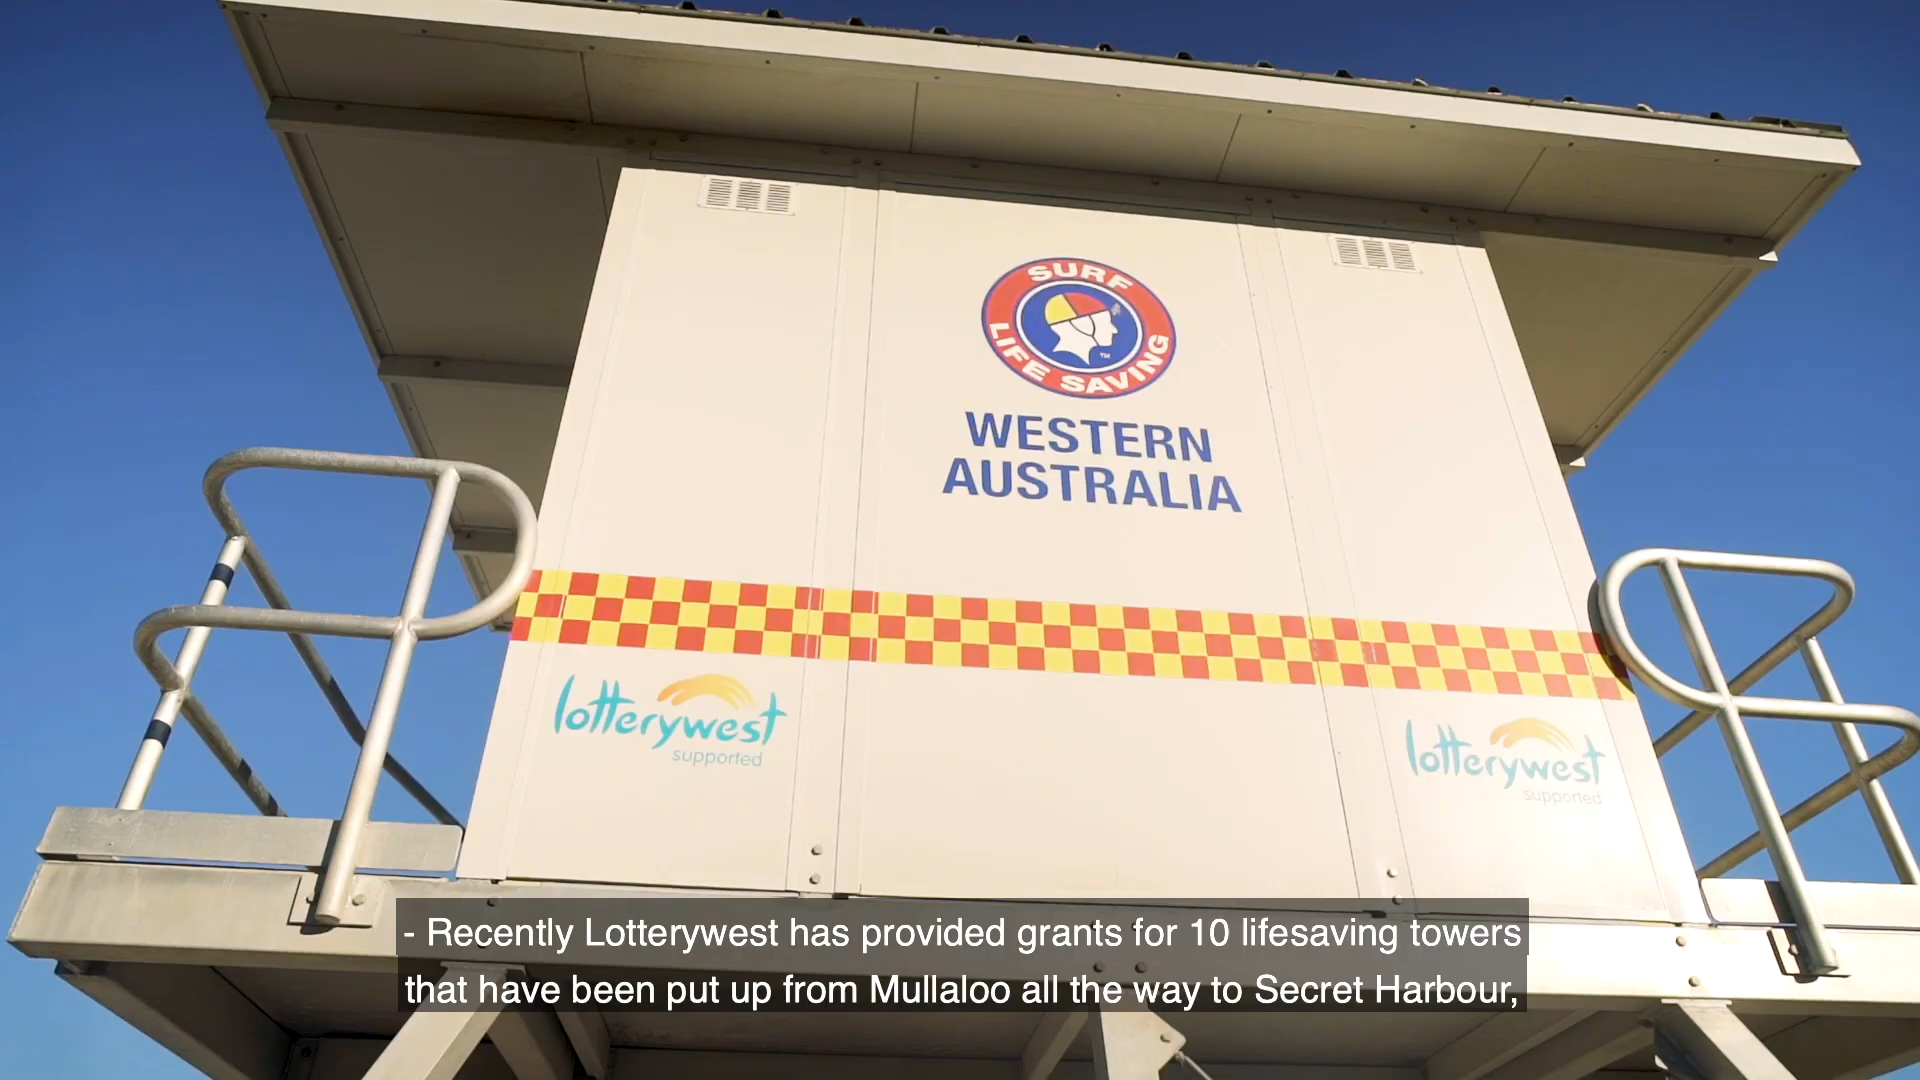 SURF
LIFE SAVING
TM
WESTERN
AUSTRALIA
lotterywest
supported
lotterywest
supported
- Recently Lotterywest has provided grants for 10 lifesaving towers
that have been put up from Mullaloo all the way to Secret Harbour,